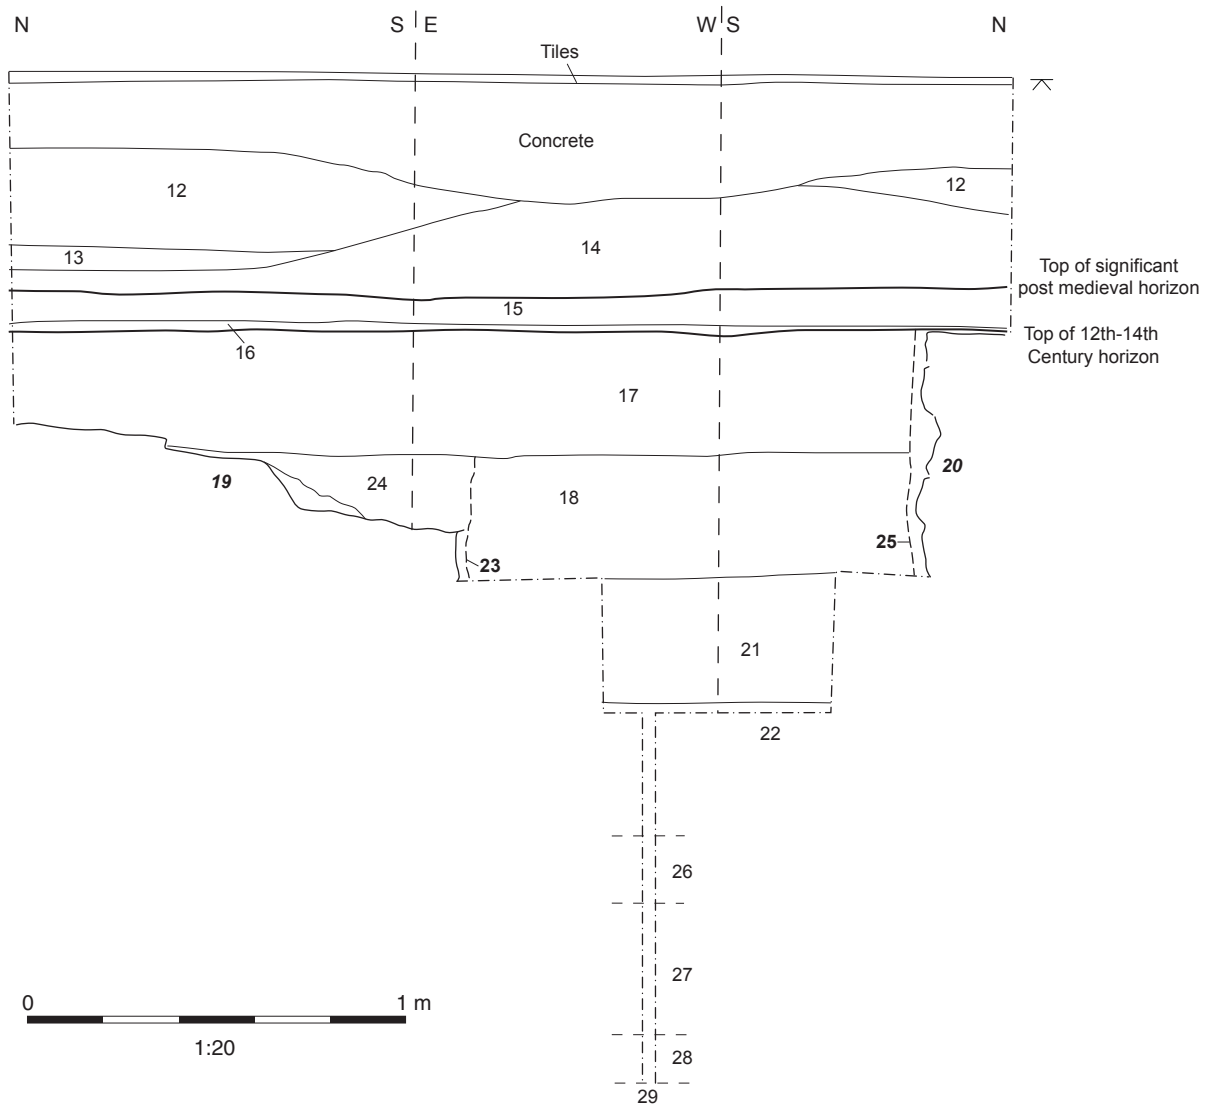 N
S
E
W
S
N
Tiles
Concrete
12
12
13
14
Top of significant
post medieval horizon
15
Top of 12th-14th
Century horizon
16
17
19
24
18
20
23
25
21
22
26
27
0
1 m
1:20
28
29